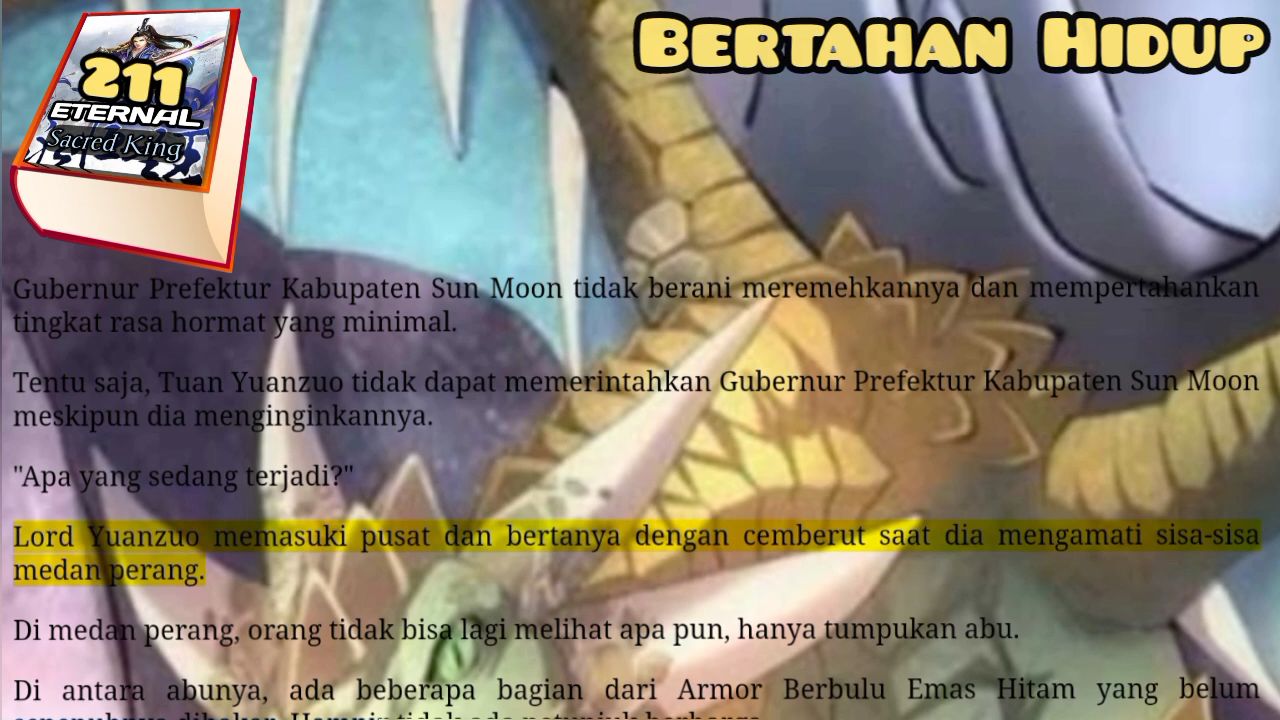 BERTAHAN HIDUP
211
ETERNAL
Sacred King
Gubernur Prefektur Kabupaten Sun Moon tidak berani meremehkannya dan mempertahankan
tingkat rasa hormat yang minimal.
Tentu saja, Tuan Yuanzuo tidak dapat memerintahkan Gubernur Prefektur Kabupaten Sun Moon
meskipun dia menginginkannya.
"Apa yang sedang terjadi?"
Lord Yuanzuo memasuki pusat dan bertanya dengan cemberut saat dia mengamati sisa-sisa
medan perang.
Di medan perang, orang tidak bisa lagi melihat apa pun, hanya tumpukan abu.
Di antara abunya, ada beberapa bagian dari Armor Berbulu Emas Hitam yang belum